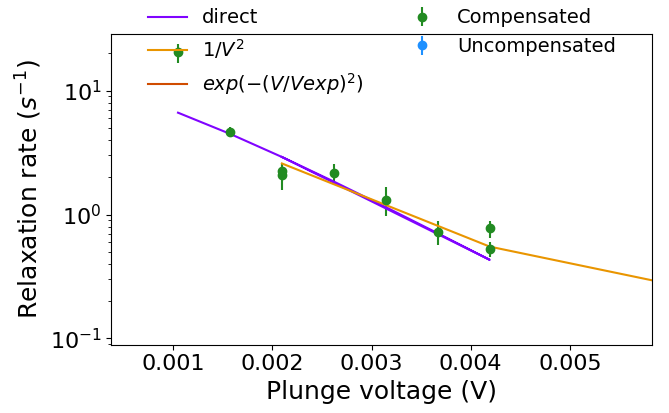 direct
1/V²
exp(−(V/Vexp)²)
Compensated
Uncompensated
Relaxation rate (s⁻¹)
10¹
10⁰
10⁻¹
0.001 0.002 0.003 0.004 0.005
Plunge voltage (V)